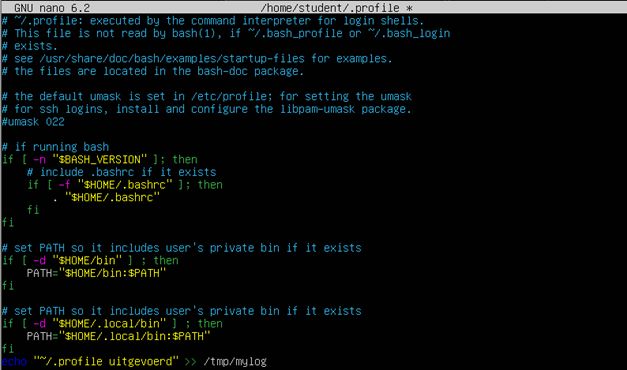 GNU nano 6.2 /home/student/.profile *
# ~/.profile: executed by the command interpreter for login shells.
# This file is not read by bash(1), if ~/.bash_profile or ~/.bash_login
# exists.
# see /usr/share/doc/bash/examples/startup-files for examples.
# the files are located in the bash-doc package.

# the default umask is set in /etc/profile; for setting the umask
# for ssh logins, install and configure the libpam-umask package.
#umask 022

# if running bash
if [ -n "$BASH_VERSION" ]; then
    # include .bashrc if it exists
    if [ -f "$HOME/.bashrc" ]; then
        . "$HOME/.bashrc"
    fi
fi

# set PATH so it includes user's private bin if it exists
if [ -d "$HOME/bin" ] ; then
    PATH="$HOME/bin:$PATH"
fi

# set PATH so it includes user's private bin if it exists
if [ -d "$HOME/.local/bin" ] ; then
    PATH="$HOME/.local/bin:$PATH"
fi
echo "~/.profile uitgevoerd" >> /tmp/mylog